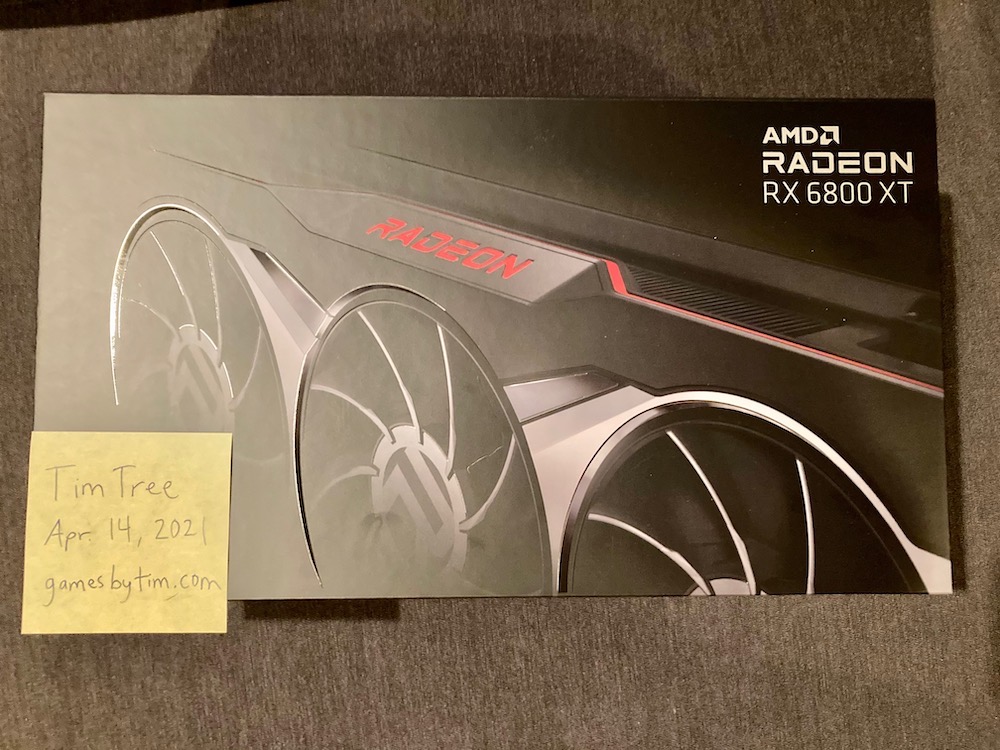 AMD
RADEON
RX 6800 XT
RADEON
Tim Tree
Apr. 14, 2021
gamesbytim.com